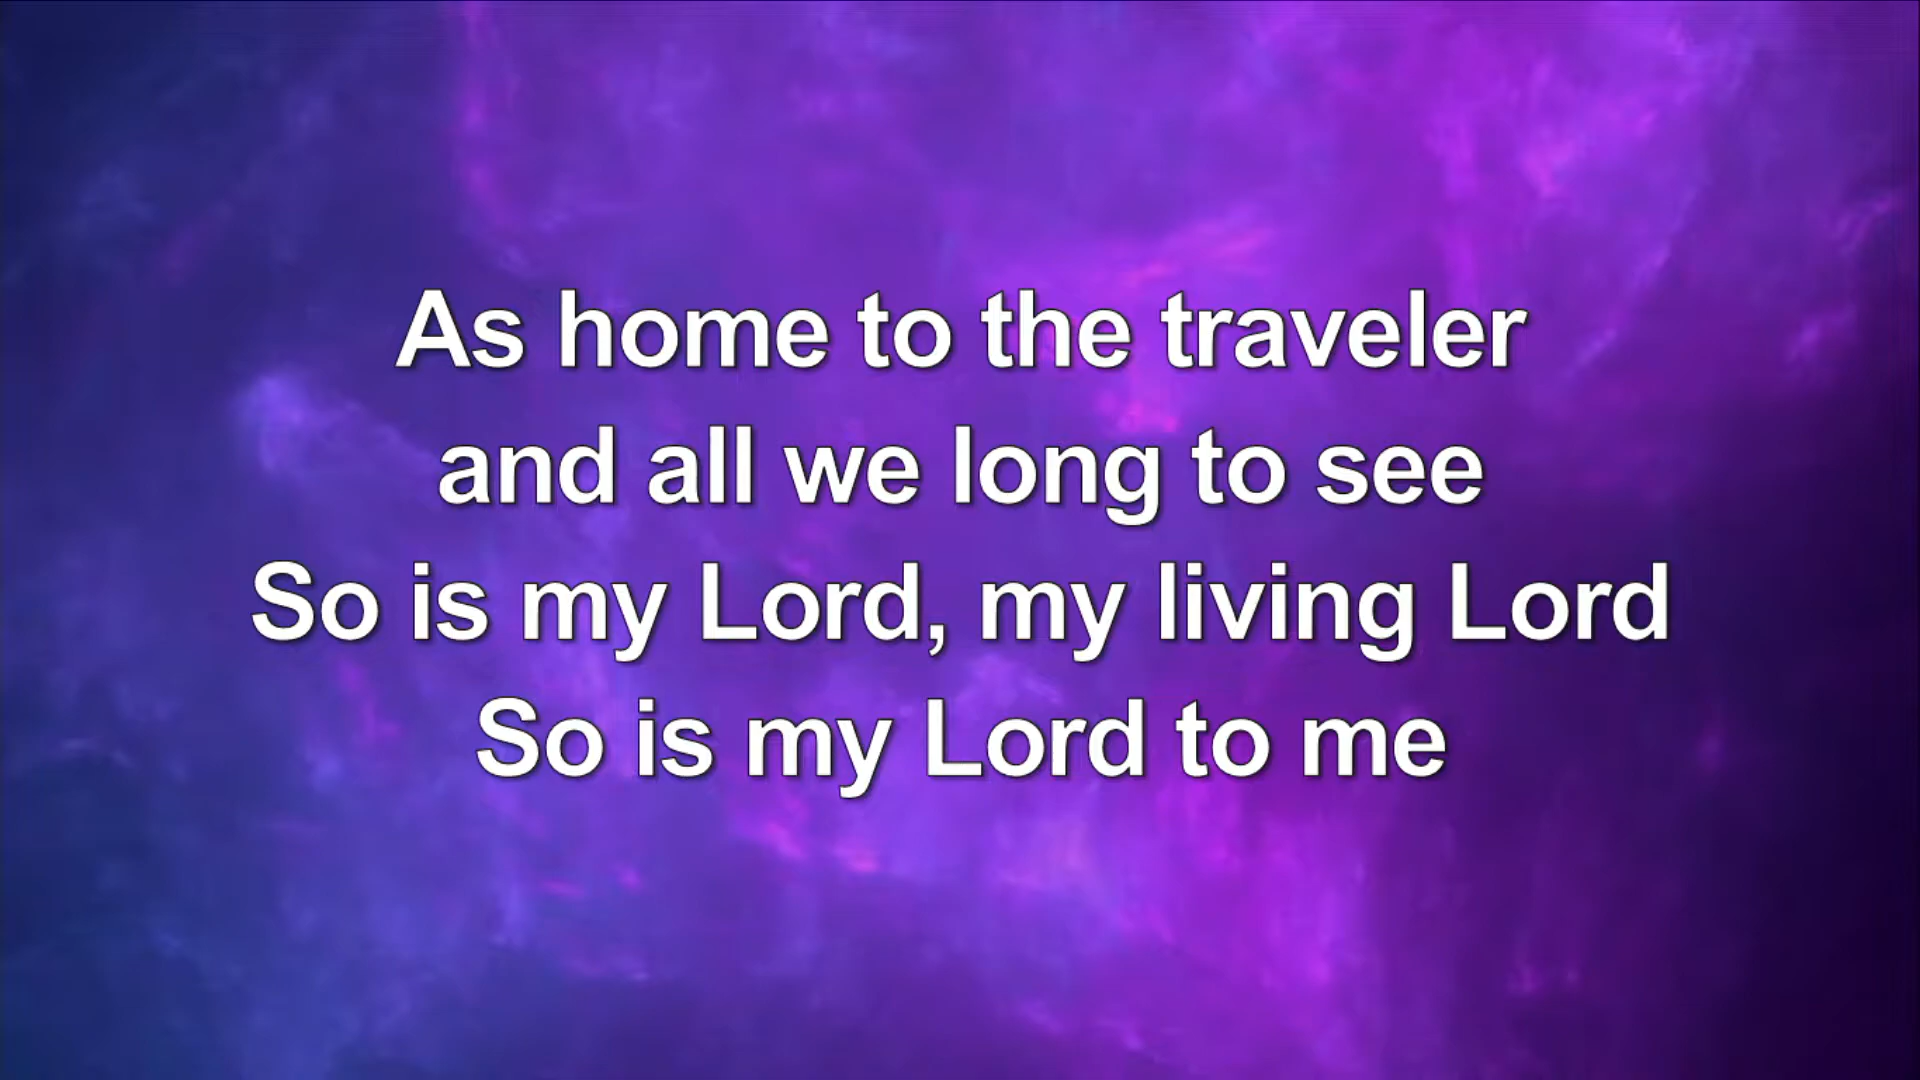 As home to the traveler
and all we long to see
So is my Lord, my living Lord
So is my Lord to me